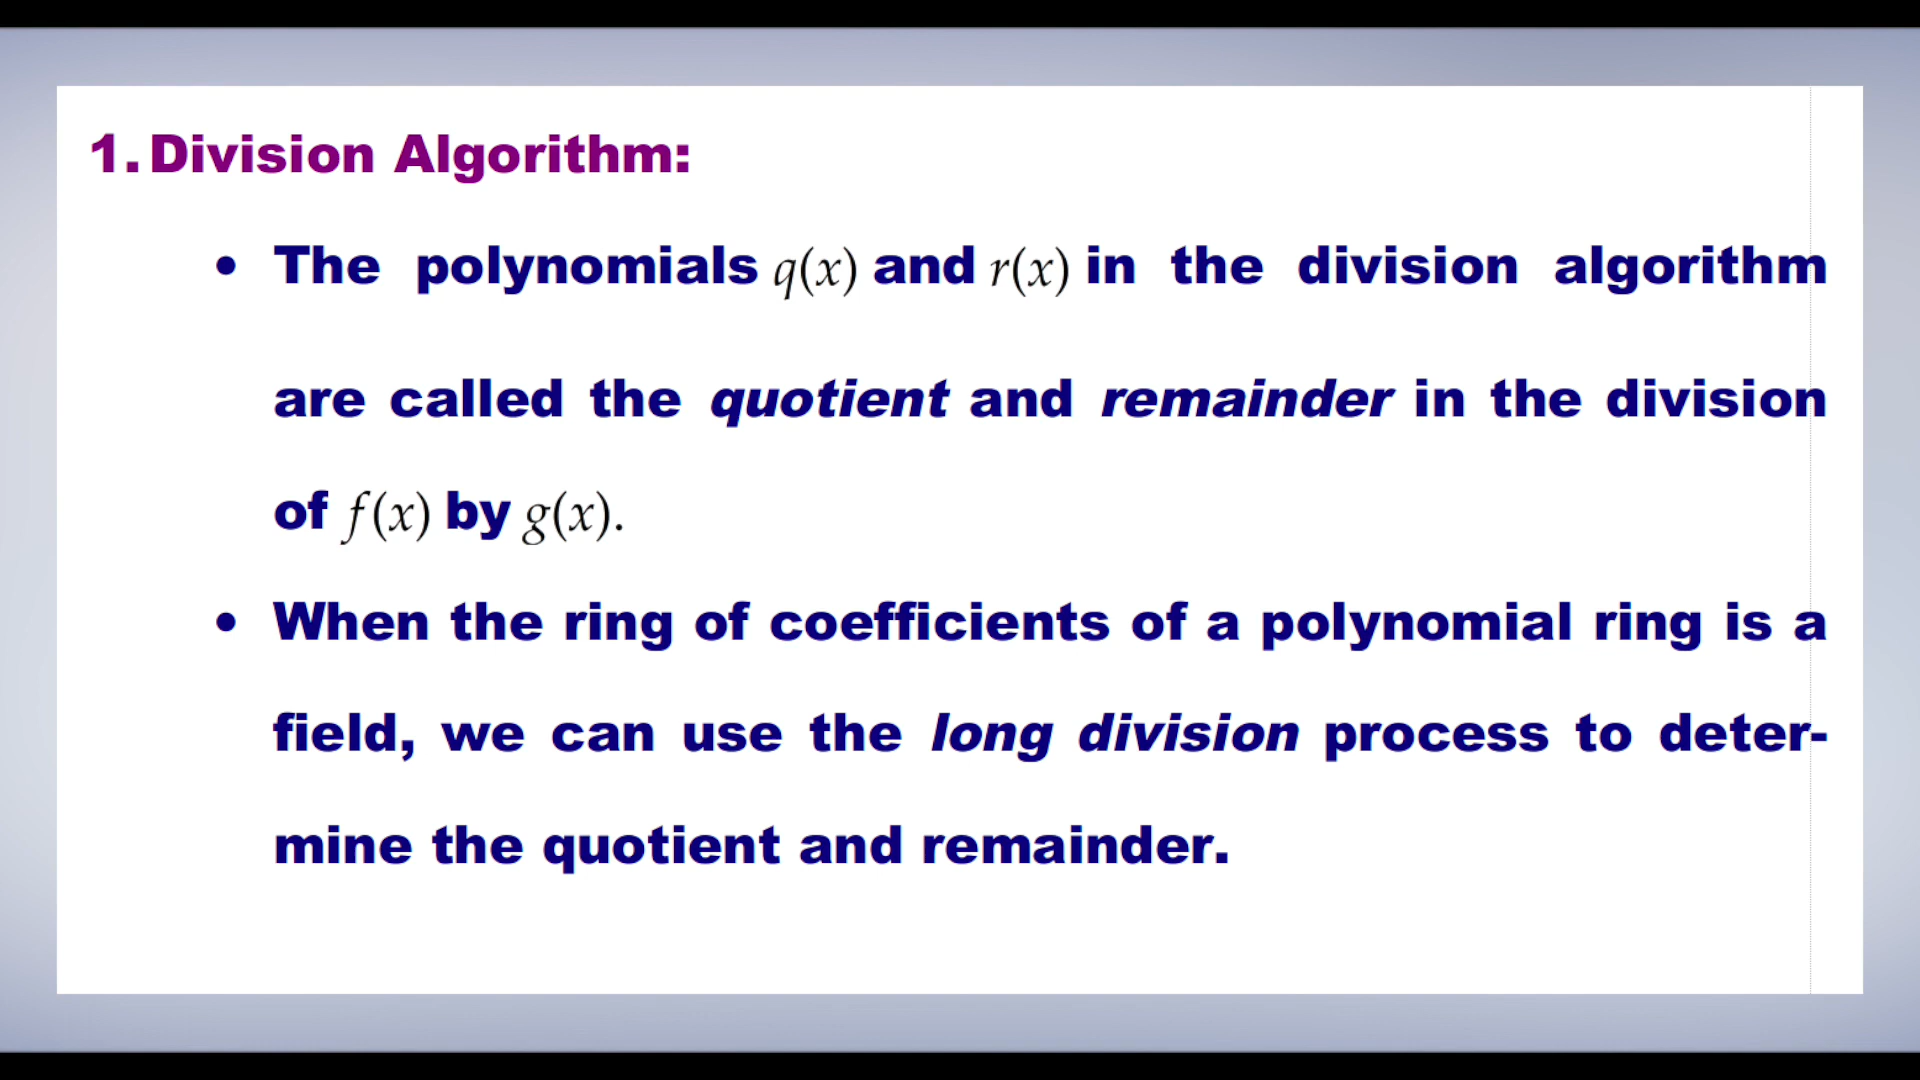 1. Division Algorithm:
• The polynomials q(x) and r(x) in the division algorithm
are called the quotient and remainder in the division
of f(x) by g(x).
• When the ring of coefficients of a polynomial ring is a
field, we can use the long division process to deter-
mine the quotient and remainder.